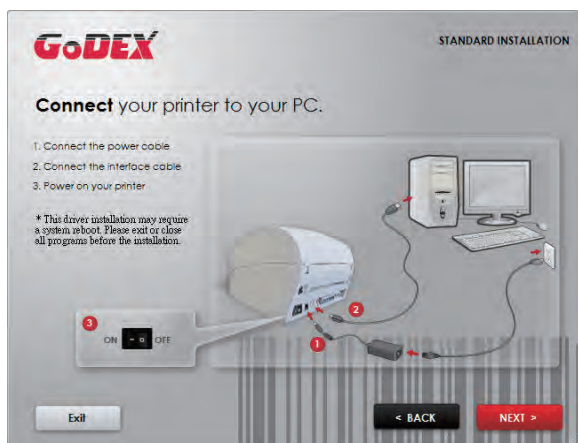 GoDEX
STANDARD INSTALLATION
Connect your printer to your PC.
1. Connect the power cable
2. Connect the interface cable
3. Power on your printer
* This driver installation may require
a system reboot. Please exit or close
all programs before the installation.
2
1
3
ON - o OFF
Exit
< BACK
NEXT >